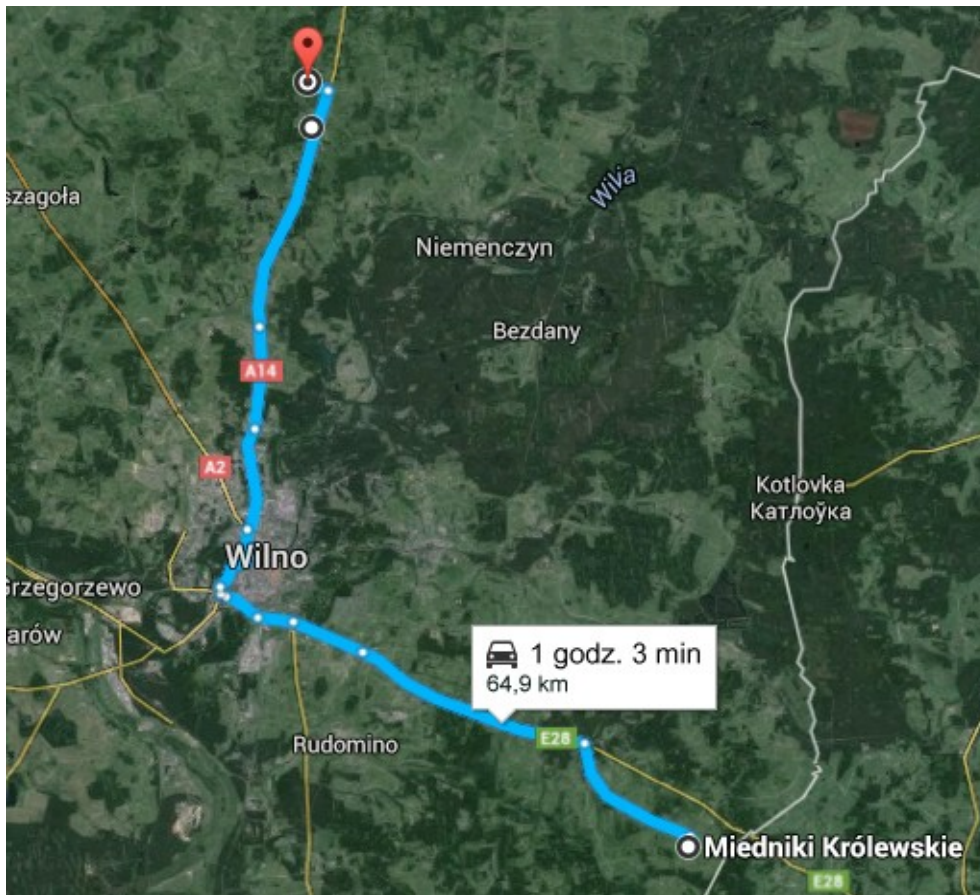 szagoła
Wilia
Niemenczyn
Bezdany
A14
A2
Kotlovka
Катлоўка
Wilno
Grzegorzewo
arów
1 godz. 3 min
64,9 km
E28
Rudomino
Miedniki Królewskie
E28